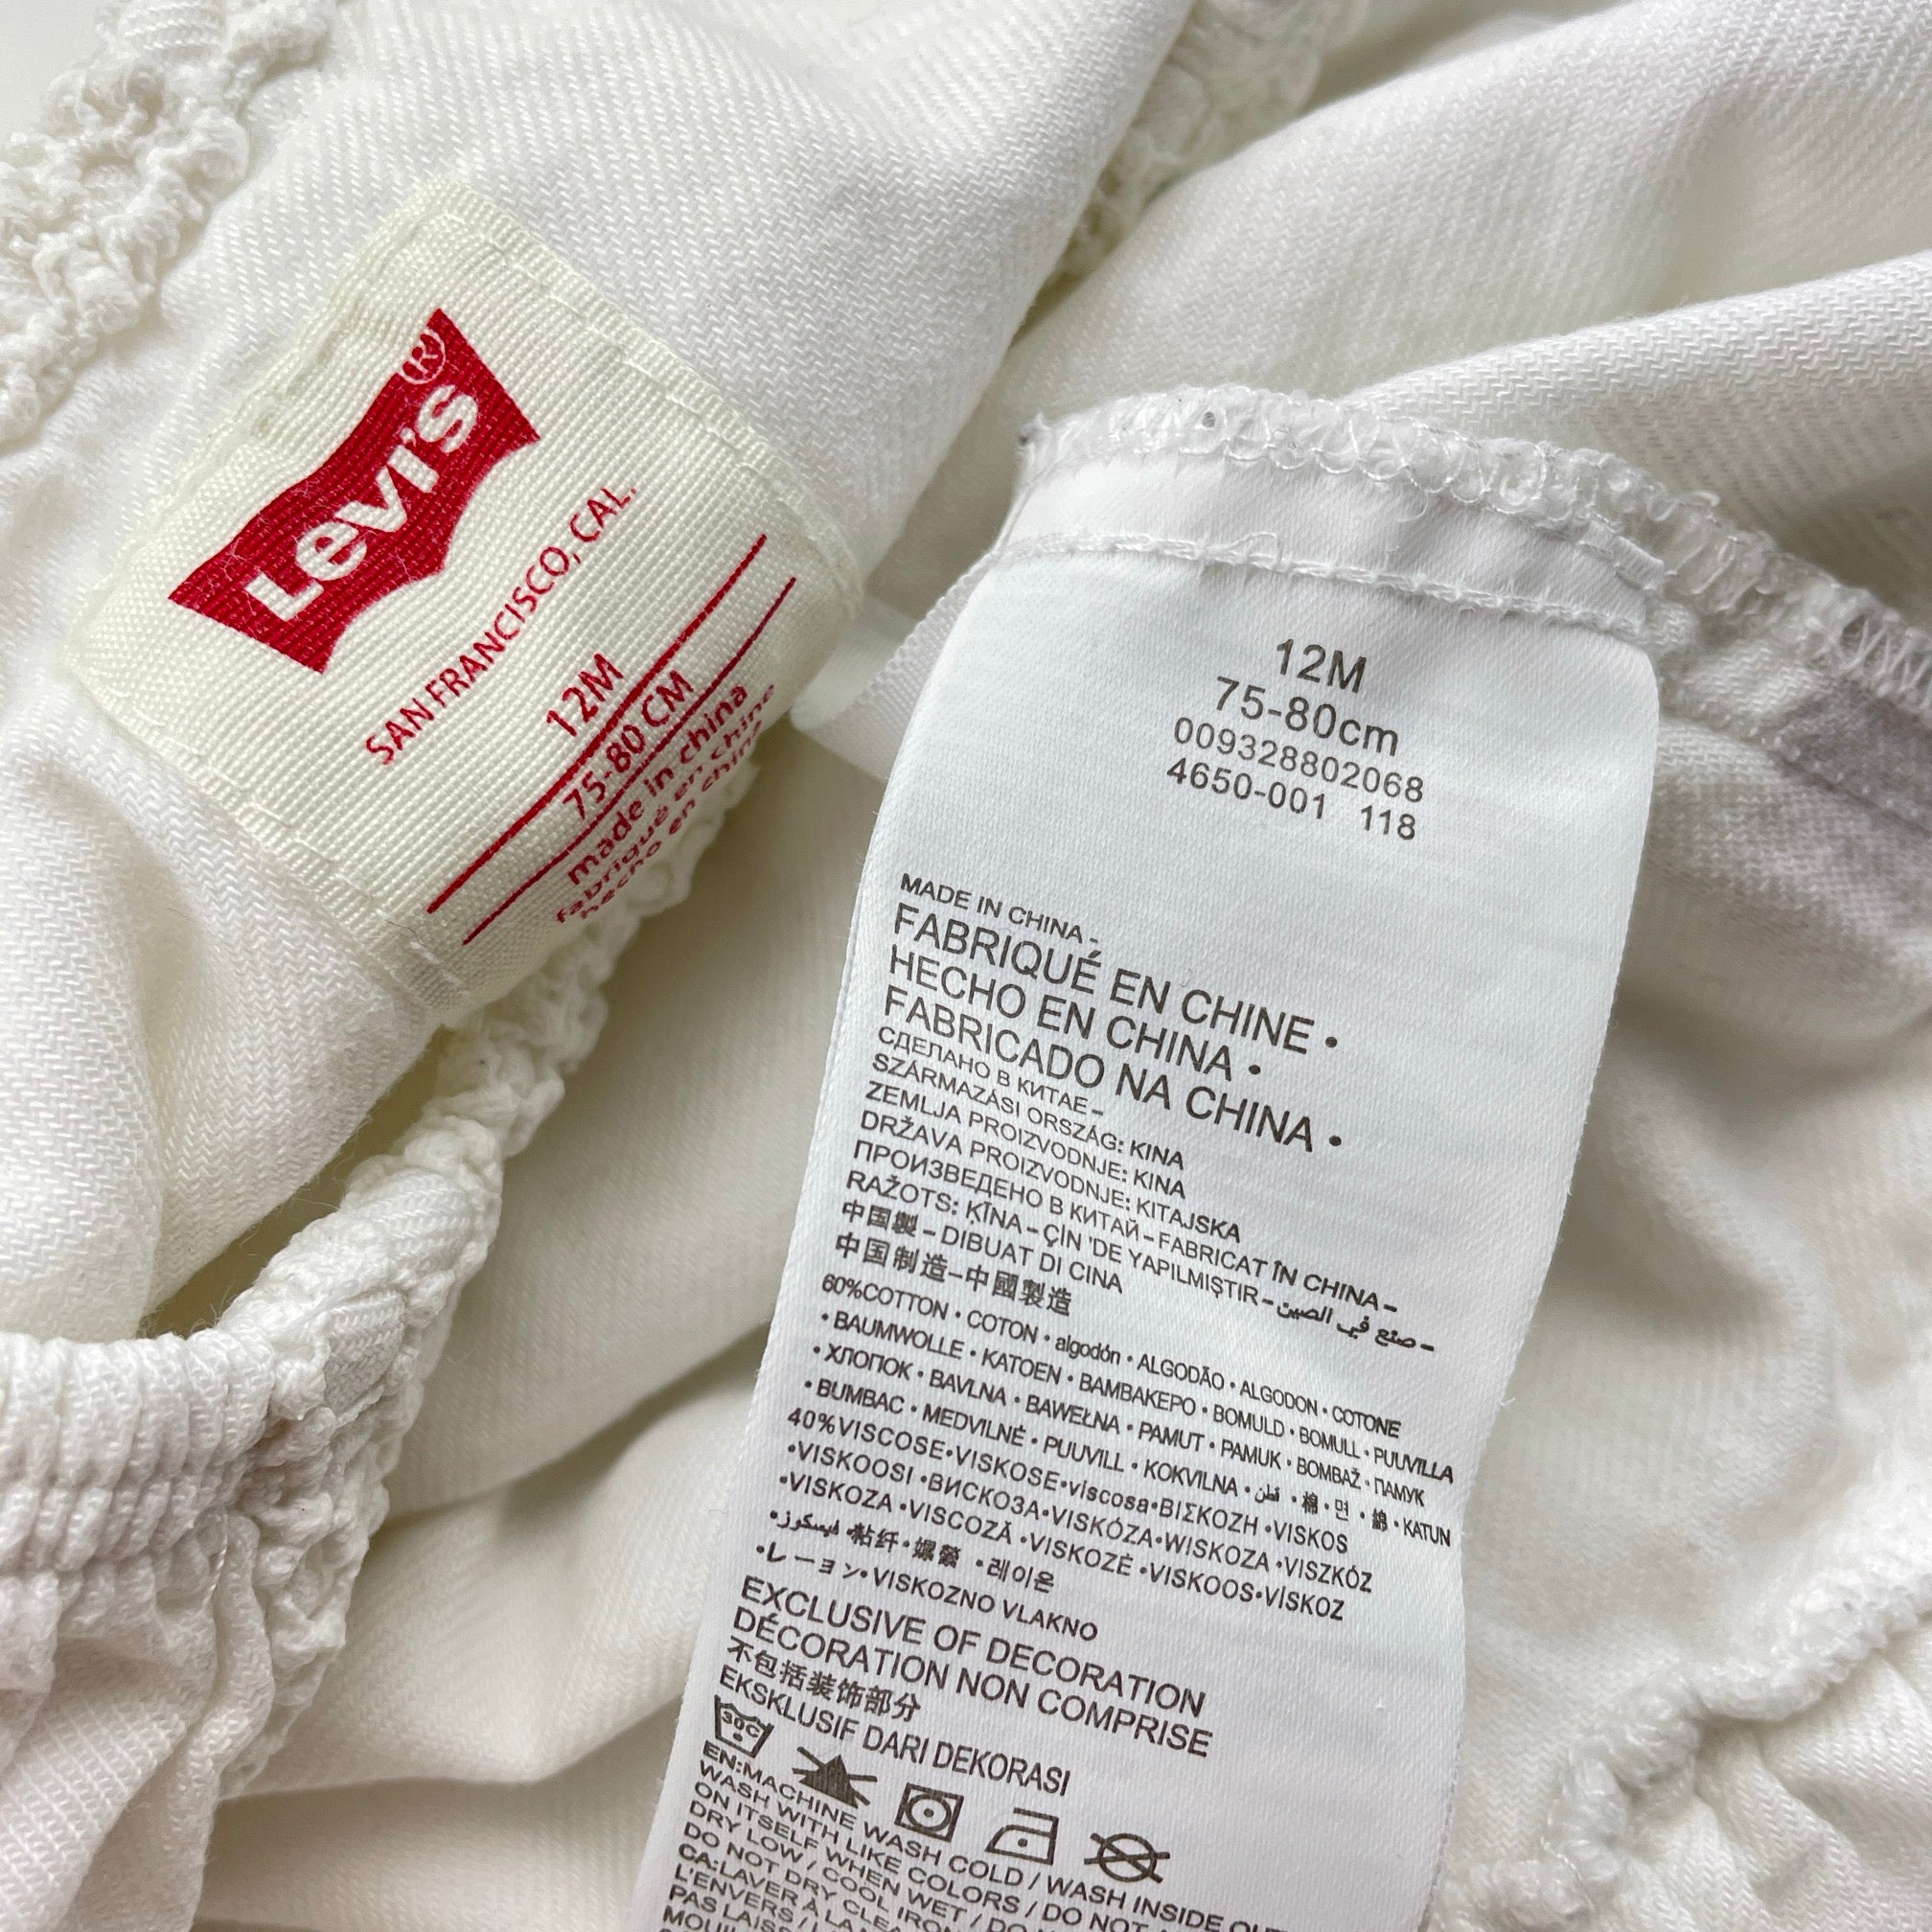 Levi's®
SAN FRANCISCO, CAL.
12M
75-80 CM
made in china
fabriqué en chine
hecho en china
12M
75-80cm
009328802068
4650-001 118
MADE IN CHINA -
FABRIQUÉ EN CHINE •
HECHO EN CHINA •
FABRICADO NA CHINA •
СДЕЛАНО В КИТАЕ -
SZÁRMAZÁSI ORSZÁG: KINA
ZEMLJA PROIZVODNJE: KINA
DRŽAVA PROIZVODNJE: KITAJSKA
ПРОИЗВЕДЕНО В КИТАЙ - FABRICAT ÎN CHINA -
RAŽOTS: ĶĪNA - ÇIN 'DE YAPILMIŞTIR - صنع في الصين -
中国製 - DIBUAT DI CINA
中国制造 - 中國製造
60%COTTON • COTON • algodón • ALGODÃO • ALGODON • COTONE
• BAUMWOLLE • KATOEN • BAMBAKEPO • BOMULD • BOMULL • PUUVILLA
• ХЛОПОК • BAVLNA • BAWEŁNA • PAMUT • PAMUK • BOMBAŽ • ПАМУК
• BUMBAC • MEDVILNĖ • PUUVILL • KOKVILNA • قطن • 棉 • 면 • 綿 • KATUN
40%VISCOSE•VISKOSE•viscosa•ΒΙΣΚΟΖΗ •VISKOS
•VISKOOSI •ВИСКОЗА•VISKÓZA•WISKOZA •VISZKÓZ
•VISKOZA •VISCOZĂ •VISKOZĖ •VISKOOS•VİSKOZ
•فيسكوز •粘纤•嫘縈 •레이온
•レーヨン•VISKOZNO VLAKNO
EXCLUSIVE OF DECORATION
DÉCORATION NON COMPRISE
不包括装饰部分
EKSKLUSIF DARI DEKORASI
30C
EN:MACHINE WASH COLD / WASH INSIDE OUT
WASH WITH LIKE COLORS / DO NOT
ON ITSELF WHEN WET / DO
DRY LOW / COOL IRON
DO NOT DRY CLEAN
CA:LAVER À LA
L'ENVERS / L
PAS LAISS
MOUIL